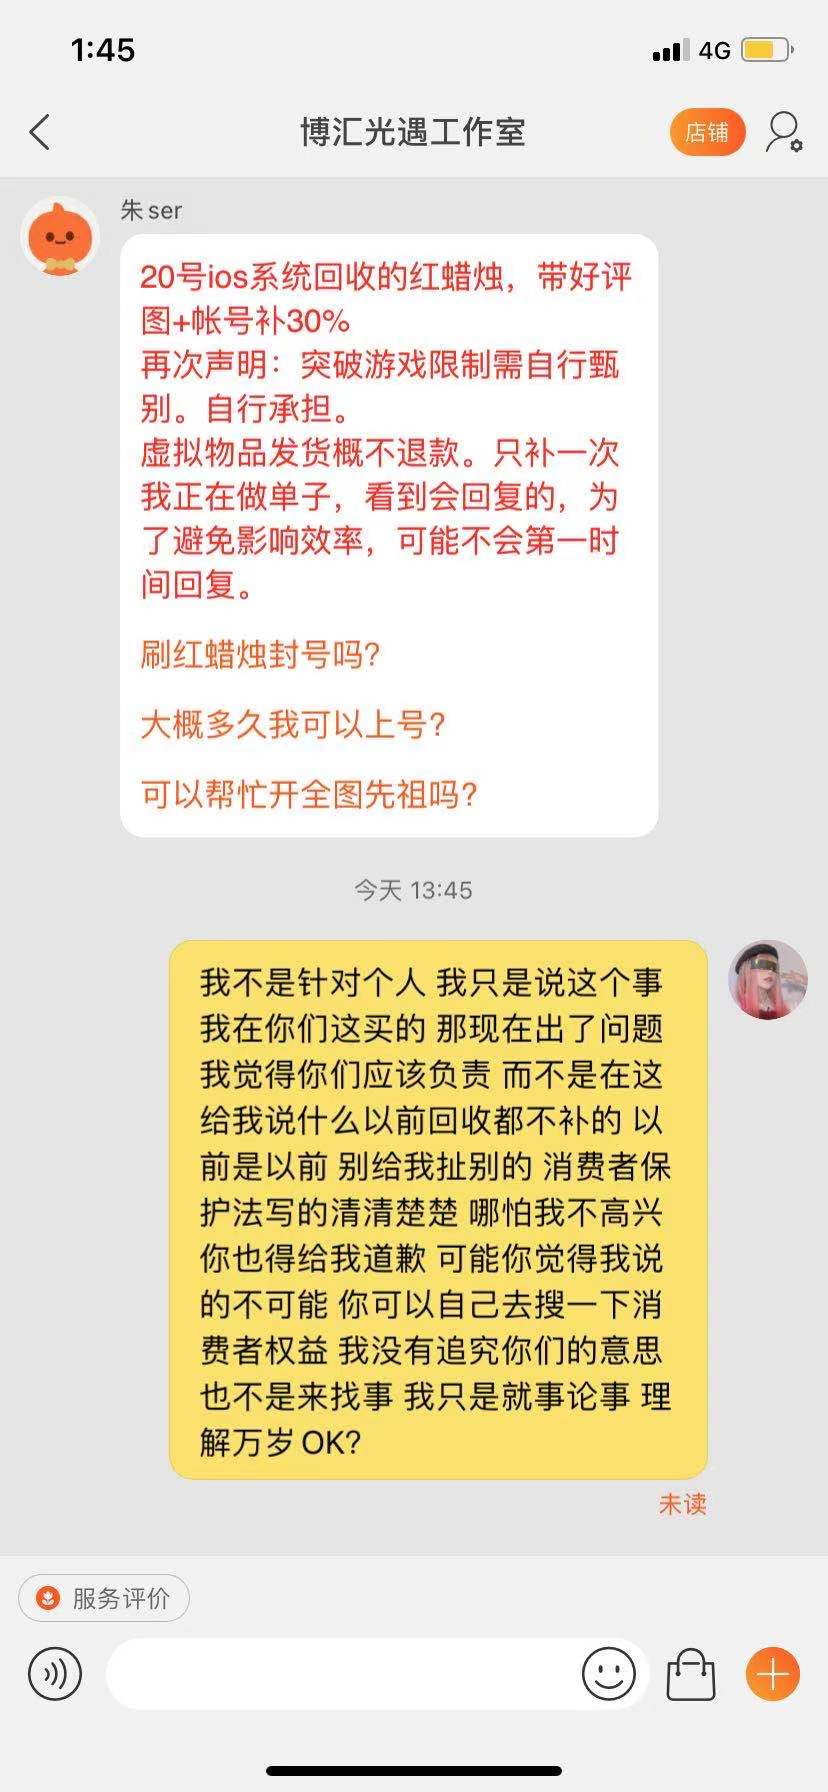 1:45
4G
博汇光遇工作室
店铺
朱ser
20号ios系统回收的红蜡烛，带好评
图+帐号补30%
再次声明：突破游戏限制需自行甄
别。自行承担。
虚拟物品发货概不退款。只补一次
我正在做单子，看到会回复的，为
了避免影响效率，可能不会第一时
间回复。
刷红蜡烛封号吗？
大概多久我可以上号？
可以帮忙开全图先祖吗？
今天 13:45
我不是针对个人 我只是说这个事
我在你们这买的 那现在出了问题
我觉得你们应该负责 而不是在这
给我说什么以前回收都不补的 以
前是以前 别给我扯别的 消费者保
护法写的清清楚楚 哪怕我不高兴
你也得给我道歉 可能你觉得我说
的不可能 你可以自己去搜一下消
费者权益 我没有追究你们的意思
也不是来找事 我只是就事论事 理
解万岁OK?
未读
服务评价